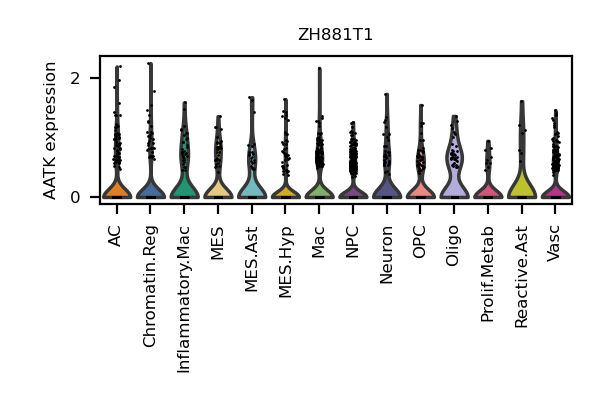 ZH881T1
AATK expression
2
0
AC
Chromatin.Reg
Inflammatory.Mac
MES
MES.Ast
MES.Hyp
Mac
NPC
Neuron
OPC
Oligo
Prolif.Metab
Reactive.Ast
Vasc